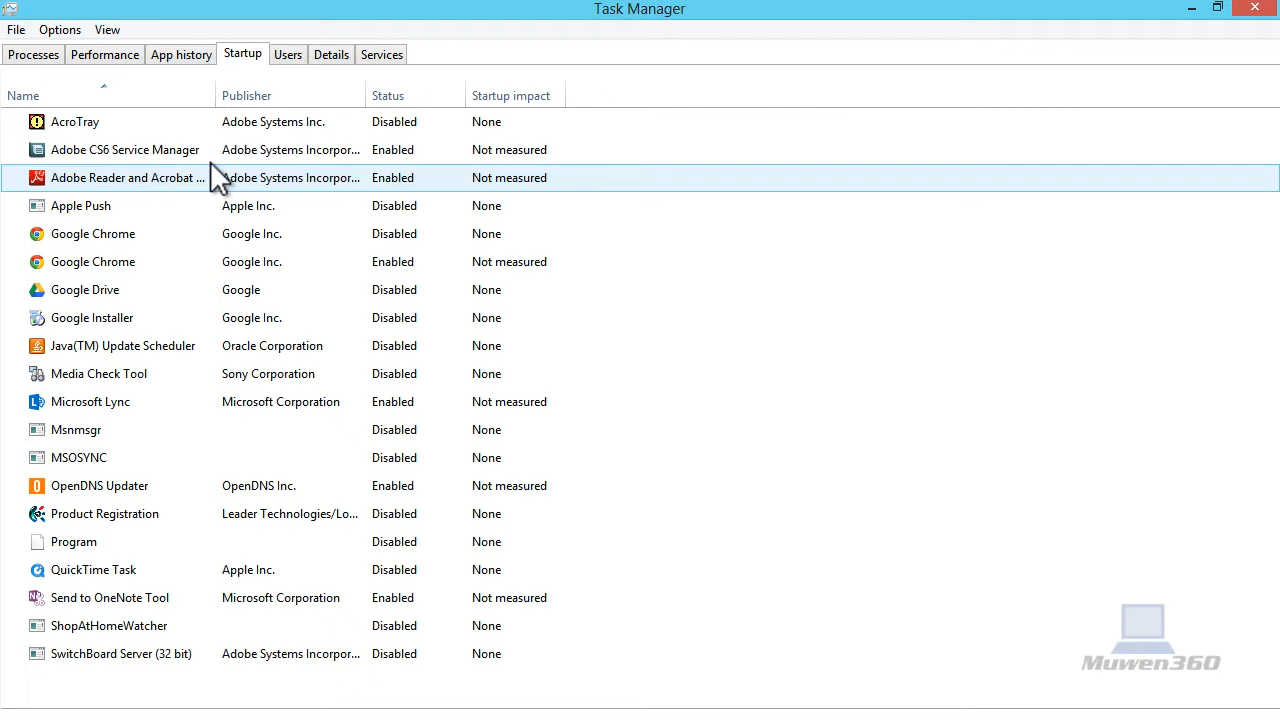 Task Manager
File Options View
Processes Performance App history Startup Users Details Services
Name Publisher Status Startup impact
AcroTray Adobe Systems Inc. Disabled None
Adobe CS6 Service Manager Adobe Systems Incorpor... Enabled Not measured
Adobe Reader and Acrobat ... Adobe Systems Incorpor... Enabled Not measured
Apple Push Apple Inc. Disabled None
Google Chrome Google Inc. Disabled None
Google Chrome Google Inc. Enabled Not measured
Google Drive Google Disabled None
Google Installer Google Inc. Disabled None
Java(TM) Update Scheduler Oracle Corporation Disabled None
Media Check Tool Sony Corporation Disabled None
Microsoft Lync Microsoft Corporation Enabled Not measured
Msnmsgr Disabled None
MSOSYNC Disabled None
OpenDNS Updater OpenDNS Inc. Enabled Not measured
Product Registration Leader Technologies/Lo... Disabled None
Program Disabled None
QuickTime Task Apple Inc. Disabled None
Send to OneNote Tool Microsoft Corporation Enabled Not measured
ShopAtHomeWatcher Disabled None
SwitchBoard Server (32 bit) Adobe Systems Incorpor... Disabled None
Muwen360